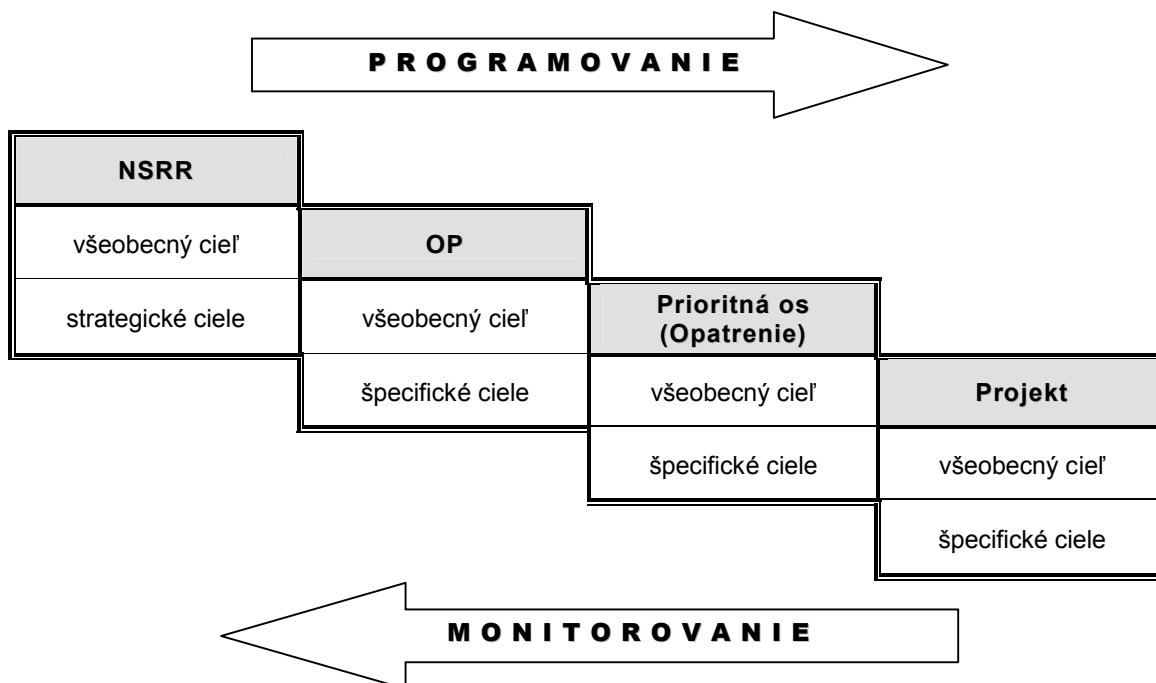 PROGRAMOVANIE
NSRR
všeobecný cieľ
strategické ciele
OP
všeobecný cieľ
špecifické ciele
Prioritná os
(Opatrenie)
všeobecný cieľ
špecifické ciele
Projekt
všeobecný cieľ
špecifické ciele
MONITOROVANIE